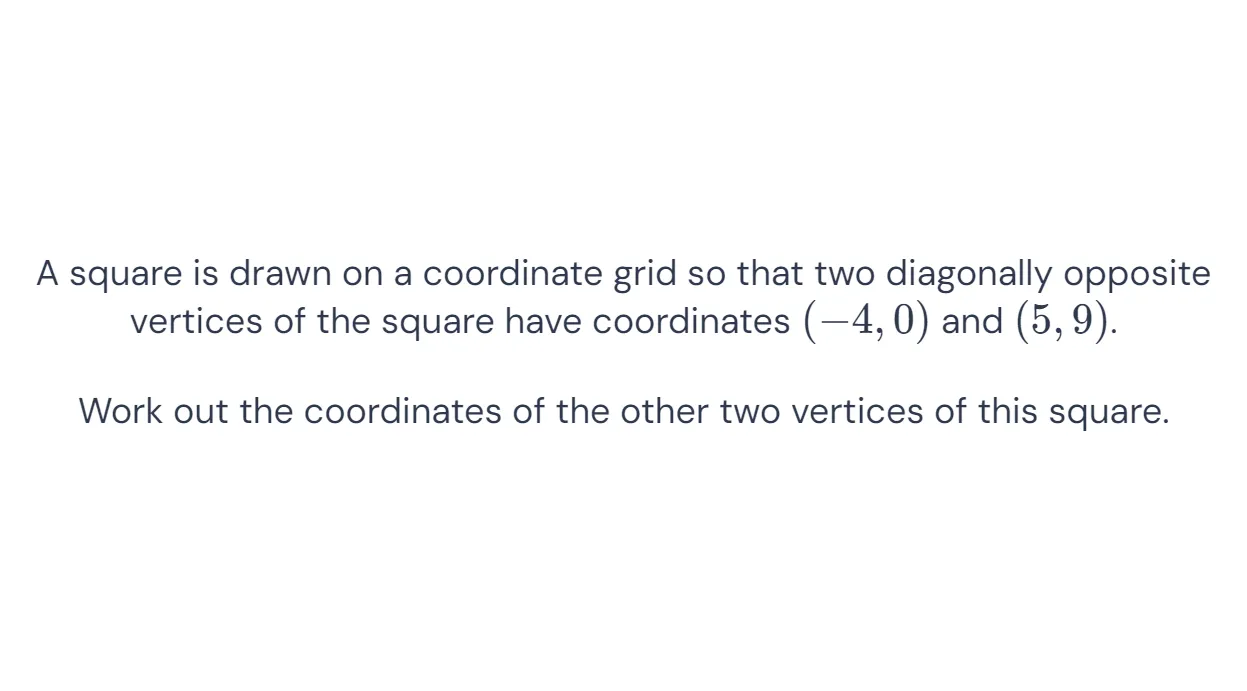 A square is drawn on a coordinate grid so that two diagonally opposite
vertices of the square have coordinates (−4, 0) and (5, 9).
Work out the coordinates of the other two vertices of this square.